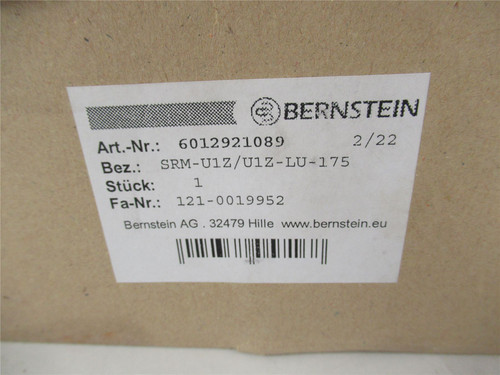 BERNSTEIN
Art.-Nr.: 6012921089 2/22
Bez.: SRM-U1Z/U1Z-LU-175
Stück: 1
Fa-Nr.: 121-0019952
Bernstein AG . 32479 Hille www.bernstein.eu